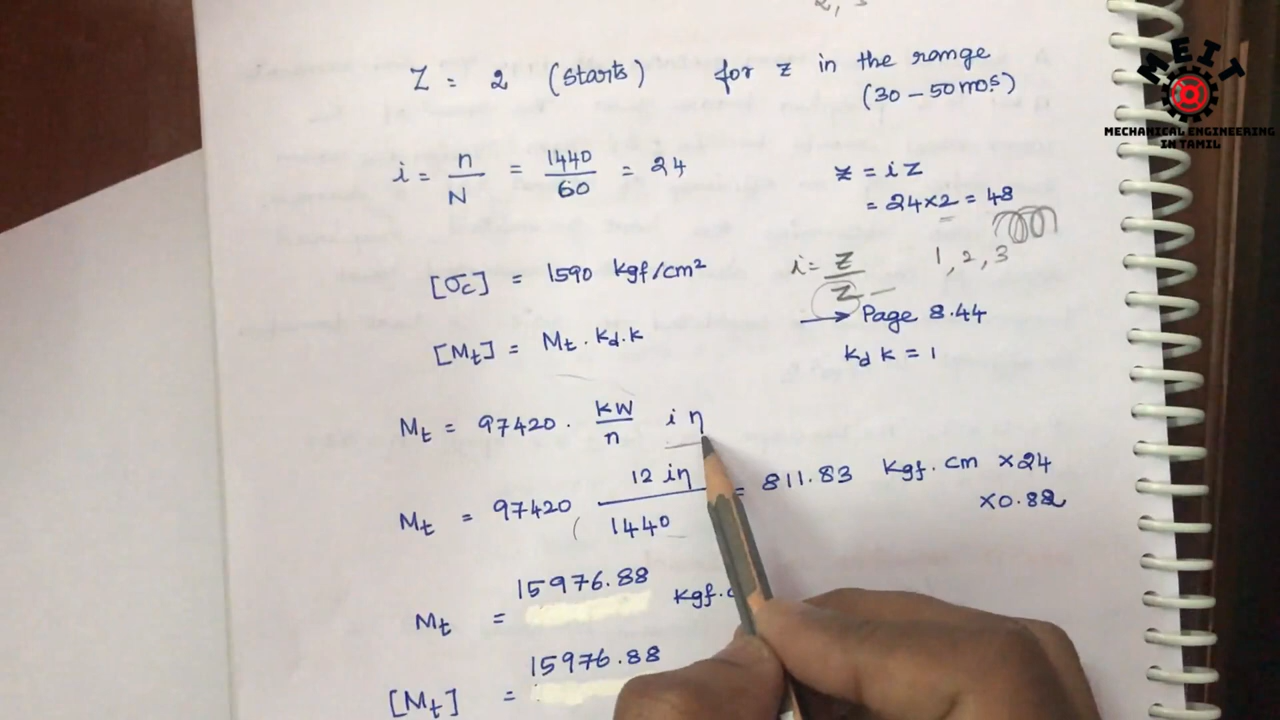 2, 3
Z = 2 (Starts) for z in the range
(30 – 50 nos)
i = n/N = 1440/60 = 24
z = i Z
= 24×2 = 48
[σc] = 1590 kgf/cm²
i = z/Z
1, 2, 3
→ Page 8.44
[Mt] = Mt . kd . k
kd k = 1
Mt = 97420 . kW/n i η
Mt = 97420 12 iη/1440 = 811.83 Kgf. cm ×24
×0.82
Mt = 15976.88 Kgf.
[Mt] = 15976.88
MEIT
MECHANICAL ENGINEERING
IN TAMIL